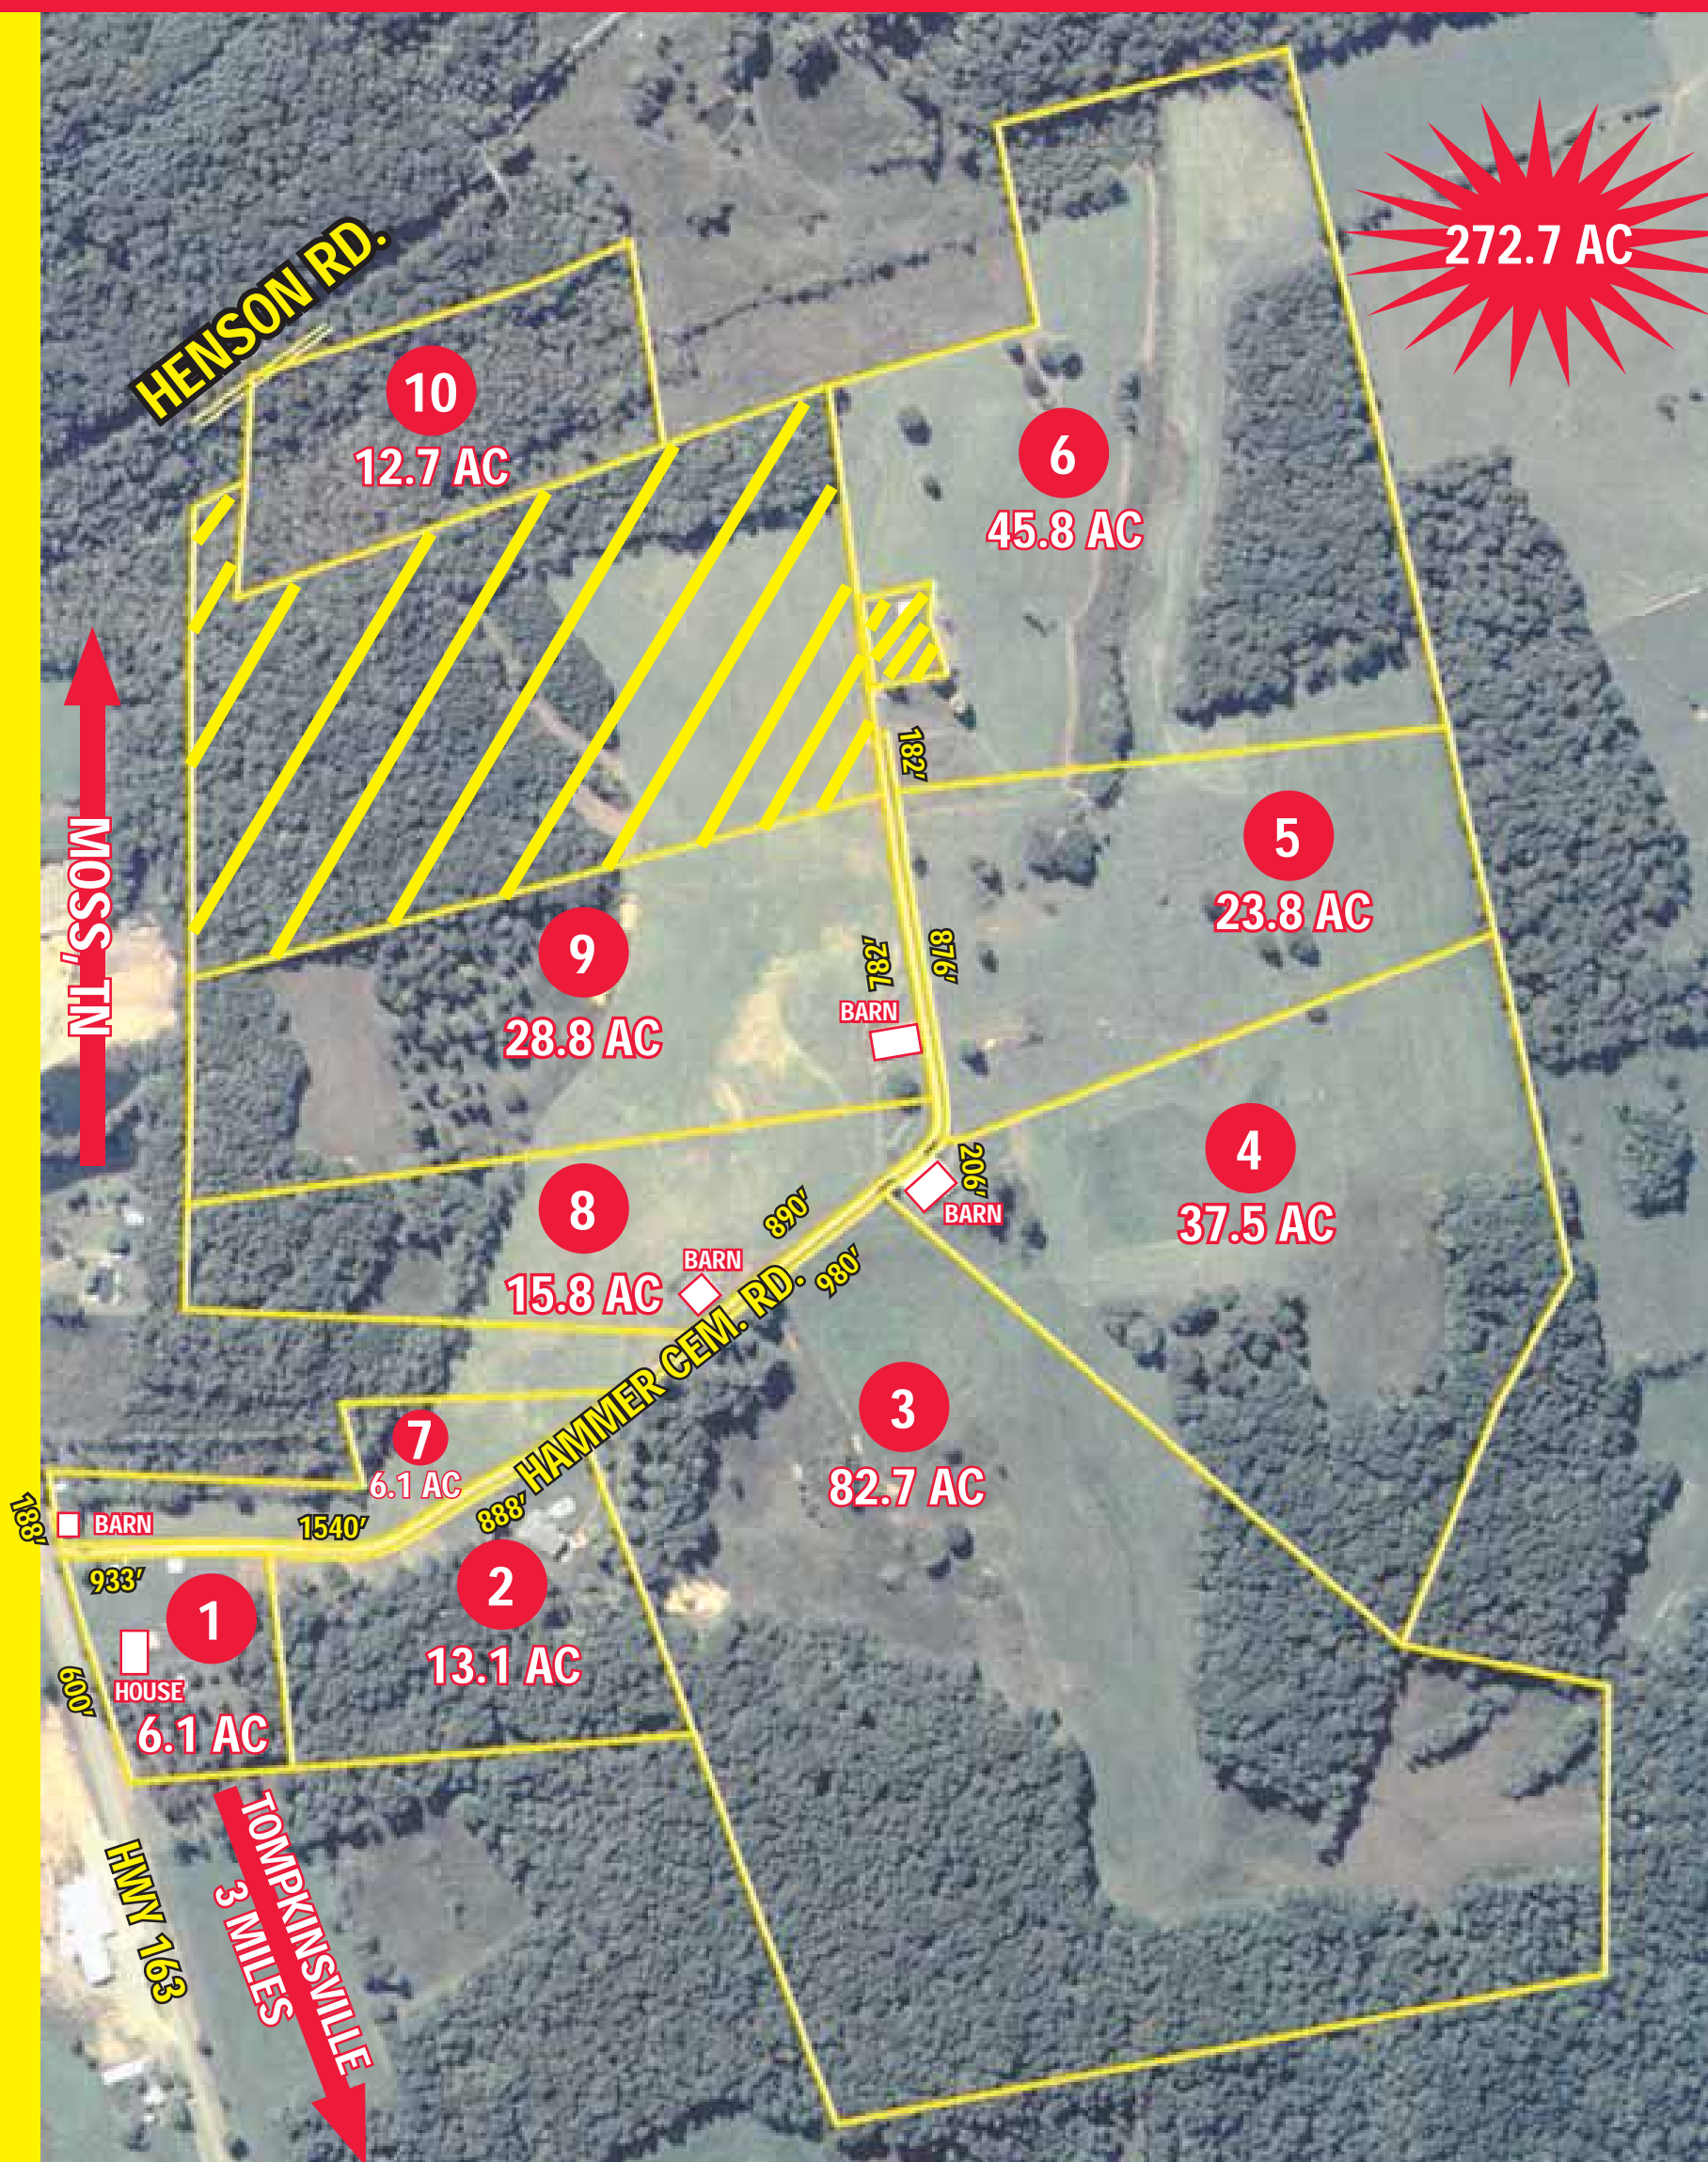 272.7 AC
HENSON RD.
10
12.7 AC
6
45.8 AC
182'
MOSS, TN
5
23.8 AC
9
28.8 AC
782'
876'
BARN
4
37.5 AC
206'
BARN
8
15.8 AC
890'
980'
BARN
HAMMER CEM. RD.
3
82.7 AC
7
6.1 AC
188'
BARN
1540'
888'
933'
1
HOUSE
6.1 AC
600'
2
13.1 AC
HWY 163
TOMPKINSVILLE
3 MILES